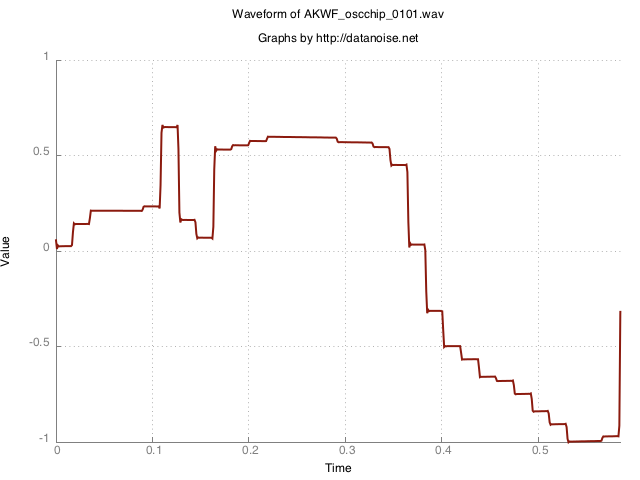 Waveform of AKWF_oscchip_0101.wav
Graphs by http://datanoise.net
1
0.5
0
-0.5
-1
Value
0 0.1 0.2 0.3 0.4 0.5
Time